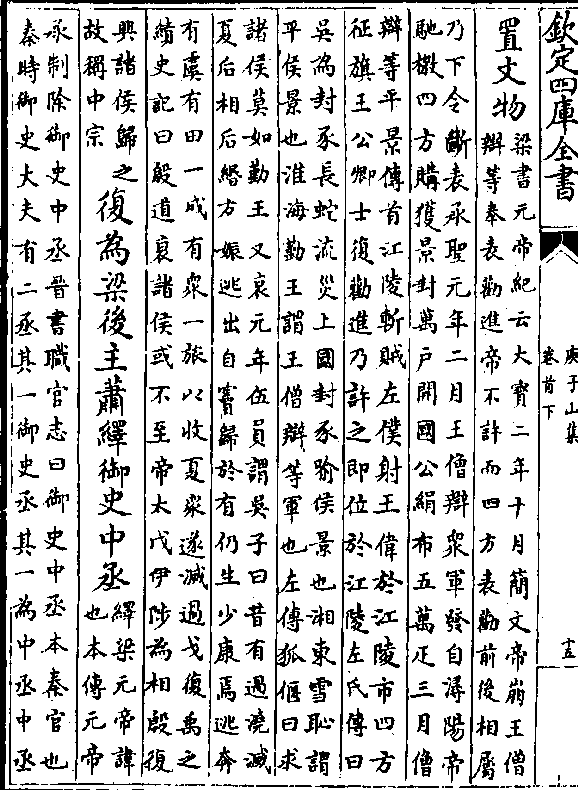 欽定四庫全書
庾子山集
卷首下
十五
置文物
梁書元帝紀云大寶二年十月簡文帝崩王僧
辯等奉表勸進帝不許而四方表勸前後相屬
乃下令斷表承聖元年二月王僧辯衆軍發自潯陽帝
馳檄四方購獲景封萬戶開國公絹布五萬疋三月僧
辯等平景傳首江陵斬賊左僕射王偉於江陵市四方
征旗王公卿士復勸進乃許之即位於江陵左氏傳曰
吳為封豕長蛇流災上國封豕喻侯景也湘東雪恥謂
平侯景也淮海勤王謂王僧辯等軍也左傳狐偃曰求
諸侯莫如勤王又哀元年伍員謂吳子曰昔有過澆滅
夏后相后緡方娠逃出自竇歸於有仍生少康焉逃奔
有虞有田一成有衆一旅以收夏衆遂滅過戈復禹之
績史記曰殷道衰諸侯或不至帝太戊伊陟為相殷復
興諸侯歸之
故稱中宗
復為梁後主蕭繹御史中丞
繹梁元帝諱
也本傳元帝
承制除御史中丞晉書職官志曰御史中丞本秦官也
秦時御史大夫有二丞其一御史丞其一為中丞中丞